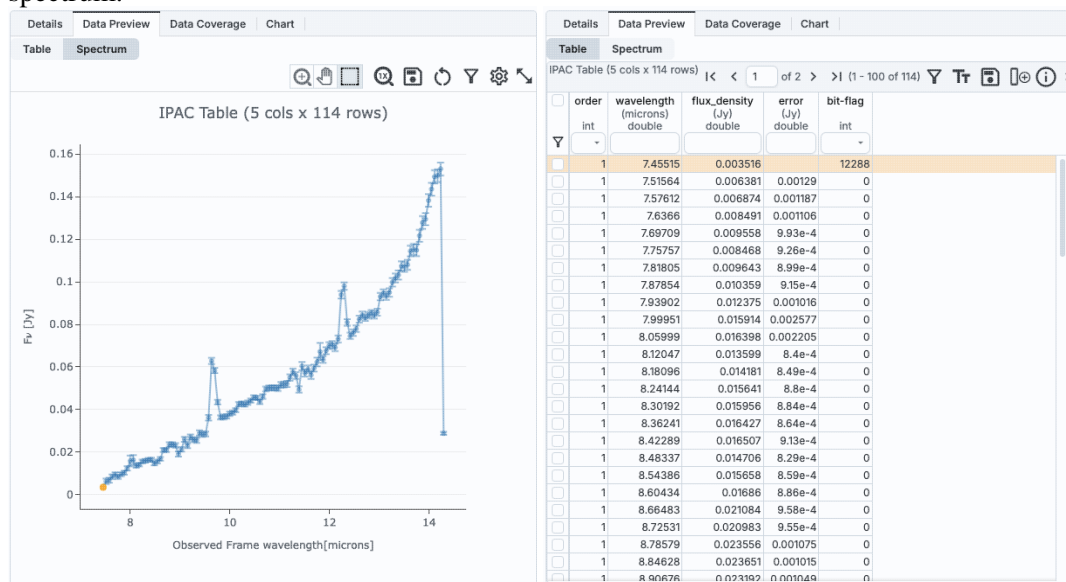 spectrum.
Details Data Preview Data Coverage Chart
Table Spectrum
1X
IPAC Table (5 cols x 114 rows)
0.16
0.14
0.12
0.1
0.08
0.06
0.04
0.02
0
Fν [Jy]
8 10 12 14
Observed Frame wavelength[microns]
Details Data Preview Data Coverage Chart
Table Spectrum
IPAC Table (5 cols x 114 rows) 1 of 2 (1 - 100 of 114)
order wavelength flux_density error bit-flag
(microns) (Jy) (Jy)
int double double double int
1 7.45515 0.003516 12288
1 7.51564 0.006381 0.00129 0
1 7.57612 0.006874 0.001187 0
1 7.6366 0.008491 0.001106 0
1 7.69709 0.009558 9.93e-4 0
1 7.75757 0.008468 9.26e-4 0
1 7.81805 0.009643 8.99e-4 0
1 7.87854 0.010359 9.15e-4 0
1 7.93902 0.012375 0.001016 0
1 7.99951 0.015914 0.002577 0
1 8.05999 0.016398 0.002205 0
1 8.12047 0.013599 8.4e-4 0
1 8.18096 0.014181 8.49e-4 0
1 8.24144 0.015641 8.8e-4 0
1 8.30192 0.015956 8.84e-4 0
1 8.36241 0.016427 8.64e-4 0
1 8.42289 0.016507 9.13e-4 0
1 8.48337 0.014706 8.29e-4 0
1 8.54386 0.015658 8.59e-4 0
1 8.60434 0.01686 8.86e-4 0
1 8.66483 0.021084 9.58e-4 0
1 8.72531 0.020983 9.55e-4 0
1 8.78579 0.023556 0.001075 0
1 8.84628 0.023651 0.001015 0
1 8.90676 0.023192 0.001049 0